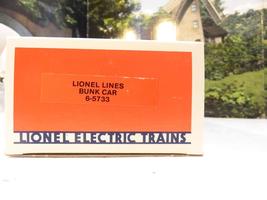 LIONEL LINES
BUNK CAR
6-5733
LIONEL ELECTRIC TRAINS